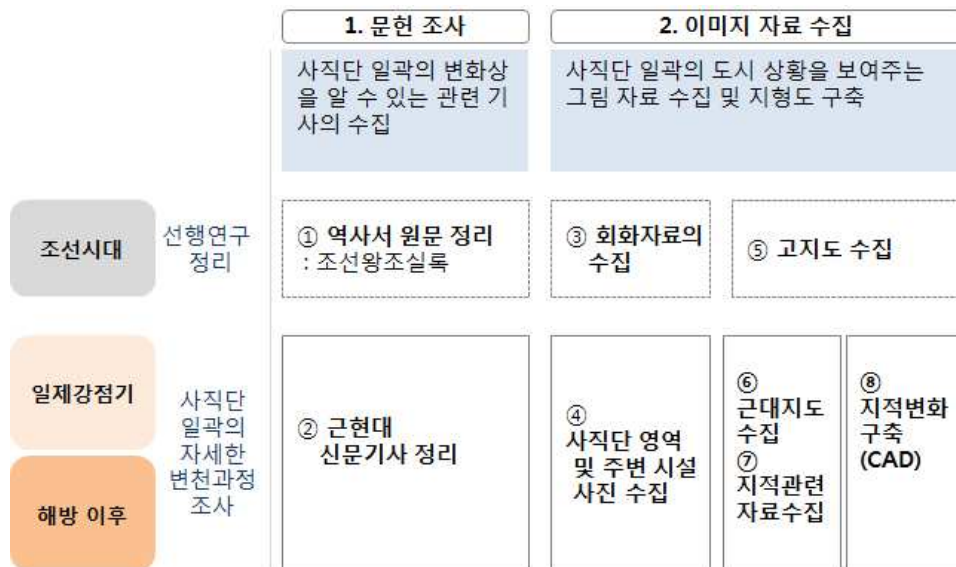 1. 문헌 조사
2. 이미지 자료 수집
사직단 일곽의 변화상
을 알 수 있는 관련 기
사의 수집
사직단 일곽의 도시 상황을 보여주는
그림 자료 수집 및 지형도 구축
조선시대
선행연구
정리
① 역사서 원문 정리
: 조선왕조실록
③ 회화자료의
수집
⑤ 고지도 수집
일제강점기
해방 이후
사직단
일곽의
자세한
변천과정
조사
② 근현대
신문기사 정리
④
사직단 영역
및 주변 시설
사진 수집
⑥
근대지도
수집
⑦
지적관련
자료수집
⑧
지적변화
구축
(CAD)